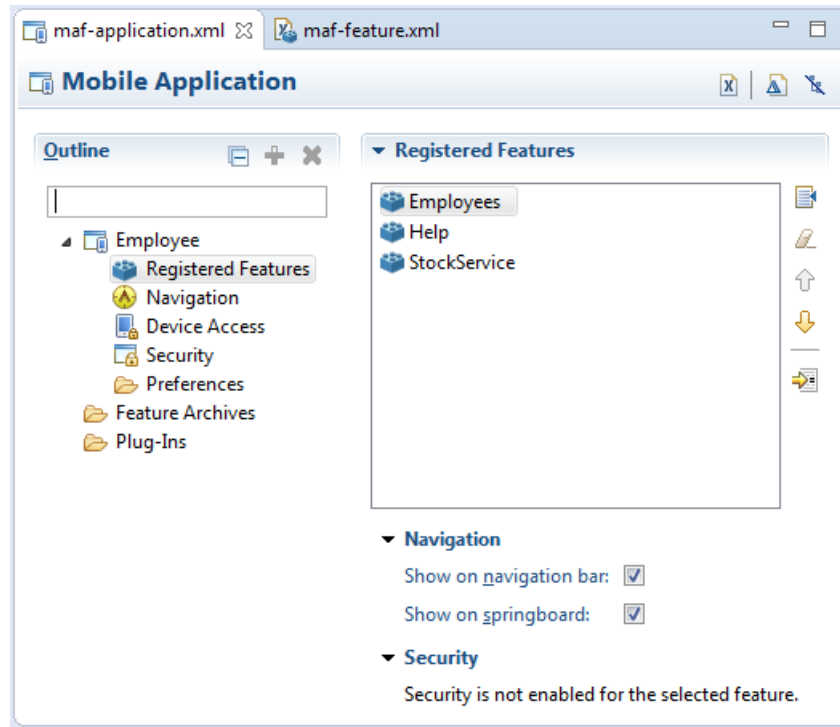 maf-application.xml maf-feature.xml
Mobile Application
Outline
Employee
Registered Features
Navigation
Device Access
Security
Preferences
Feature Archives
Plug-Ins
Registered Features
Employees
Help
StockService
Navigation
Show on navigation bar:
Show on springboard:
Security
Security is not enabled for the selected feature.